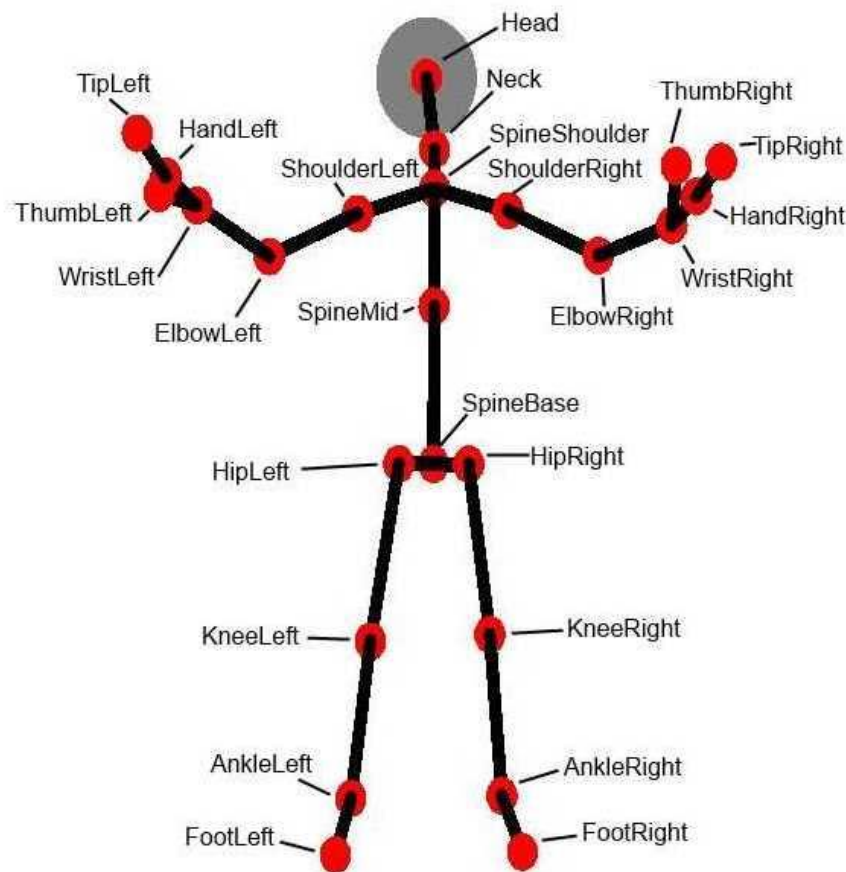 Head
TipLeft
Neck
ThumbRight
HandLeft
SpineShoulder
TipRight
ShoulderLeft
ShoulderRight
ThumbLeft
HandRight
WristLeft
WristRight
ElbowLeft
SpineMid
ElbowRight
SpineBase
HipLeft
HipRight
KneeLeft
KneeRight
AnkleLeft
AnkleRight
FootLeft
FootRight